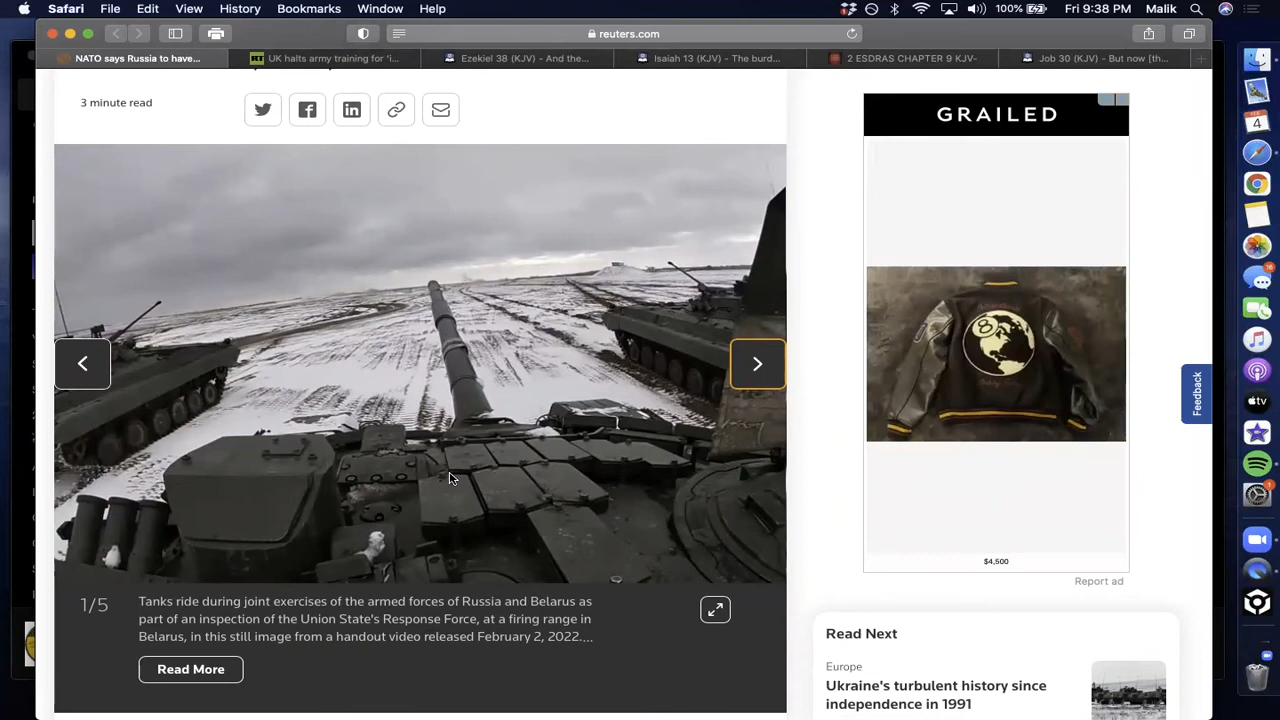 Safari File Edit View History Bookmarks Window Help
100% Fri 9:38 PM Malik
reuters.com
NATO says Russia to have...
UK halts army training for 'i...
Ezekiel 38 (KJV) - And the...
Isaiah 13 (KJV) - The burd...
2 ESDRAS CHAPTER 9 KJV-
Job 30 (KJV) - But now [th...
3 minute read
1/5
Tanks ride during joint exercises of the armed forces of Russia and Belarus as
part of an inspection of the Union State's Response Force, at a firing range in
Belarus, in this still image from a handout video released February 2, 2022....
Read More
GRAILED
8
$4,500
Report ad
Feedback
Read Next
Europe
Ukraine's turbulent history since
independence in 1991
FEB
4
tv